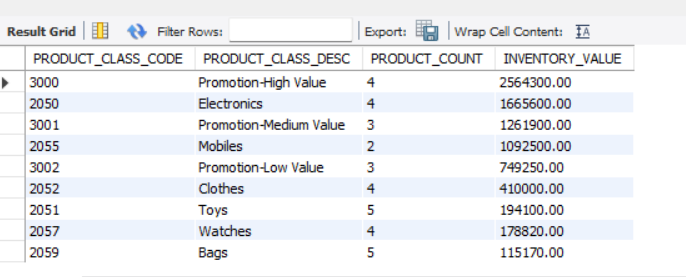 Result Grid Filter Rows: Export: Wrap Cell Content: IA
PRODUCT_CLASS_CODE PRODUCT_CLASS_DESC PRODUCT_COUNT INVENTORY_VALUE
3000 Promotion-High Value 4 2564300.00
2050 Electronics 4 1665600.00
3001 Promotion-Medium Value 3 1261900.00
2055 Mobiles 2 1092500.00
3002 Promotion-Low Value 3 749250.00
2052 Clothes 4 410000.00
2051 Toys 5 194100.00
2057 Watches 4 178820.00
2059 Bags 5 115170.00